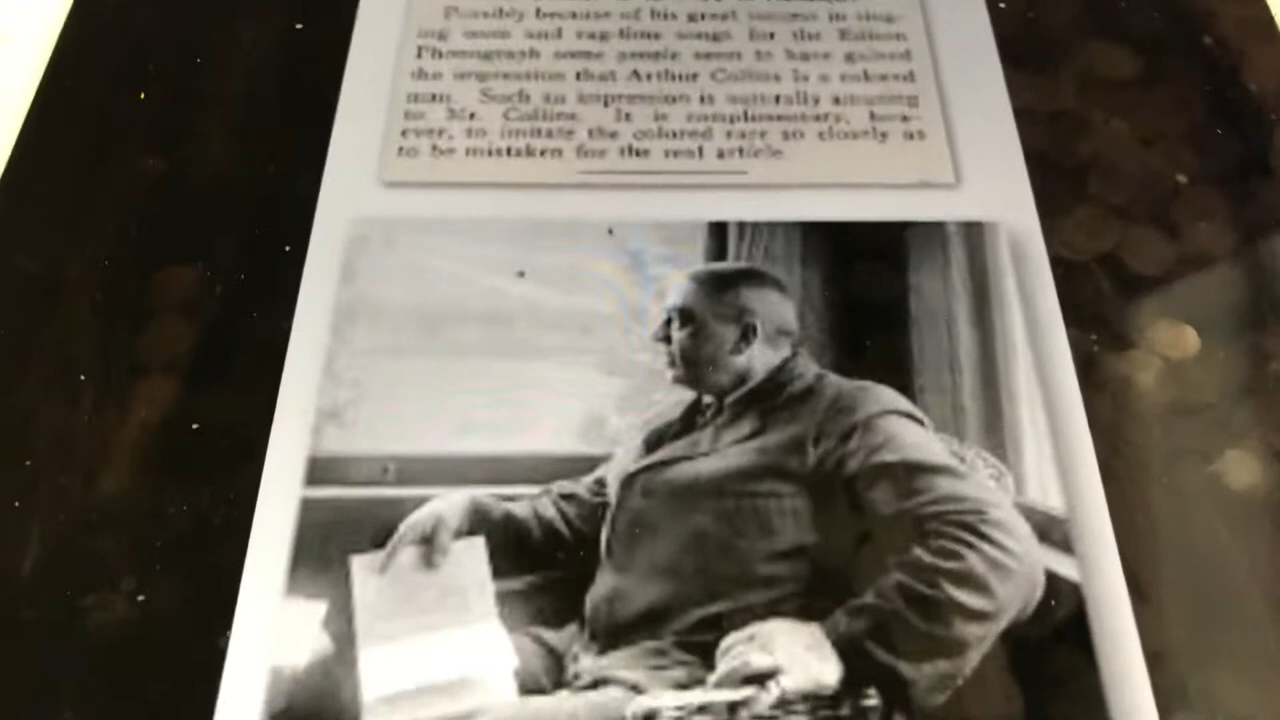 Possibly because of his great success in sing-
ing coon and rag-time songs for the Edison
Phonograph some people seem to have gained
the impression that Arthur Collins is a colored
man. Such an impression is naturally amusing
to Mr. Collins. It is complimentary, how-
ever, to imitate the colored race so closely as
to be mistaken for the real article.